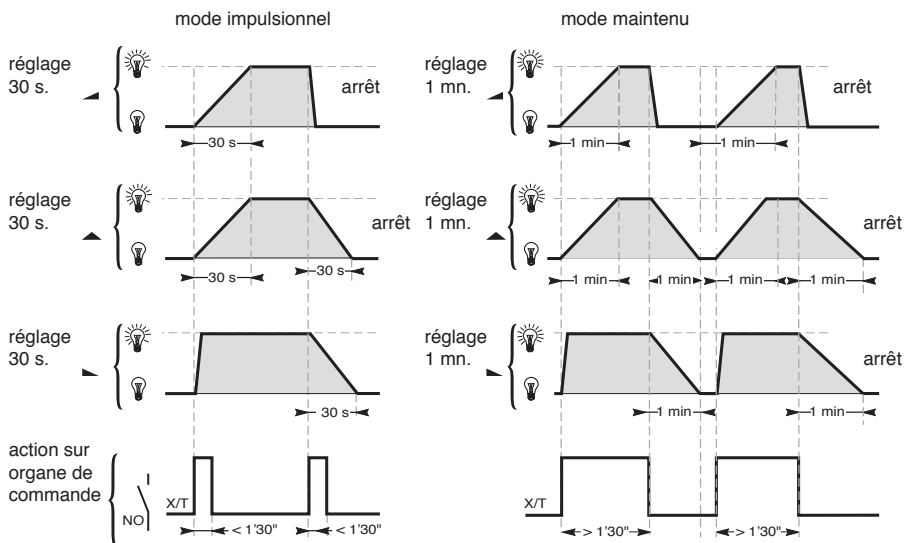 mode impulsionnel
mode maintenu
réglage
30 s.
arrêt
30 s
réglage
1 mn.
arrêt
1 min
1 min
réglage
30 s.
arrêt
30 s
30 s
réglage
1 mn.
arrêt
1 min
1 min
1 min
1 min
réglage
30 s.
30 s
réglage
1 mn.
arrêt
1 min
1 min
action sur
organe de
commande
NO
X/T
< 1'30"
< 1'30"
X/T
> 1'30"
> 1'30"